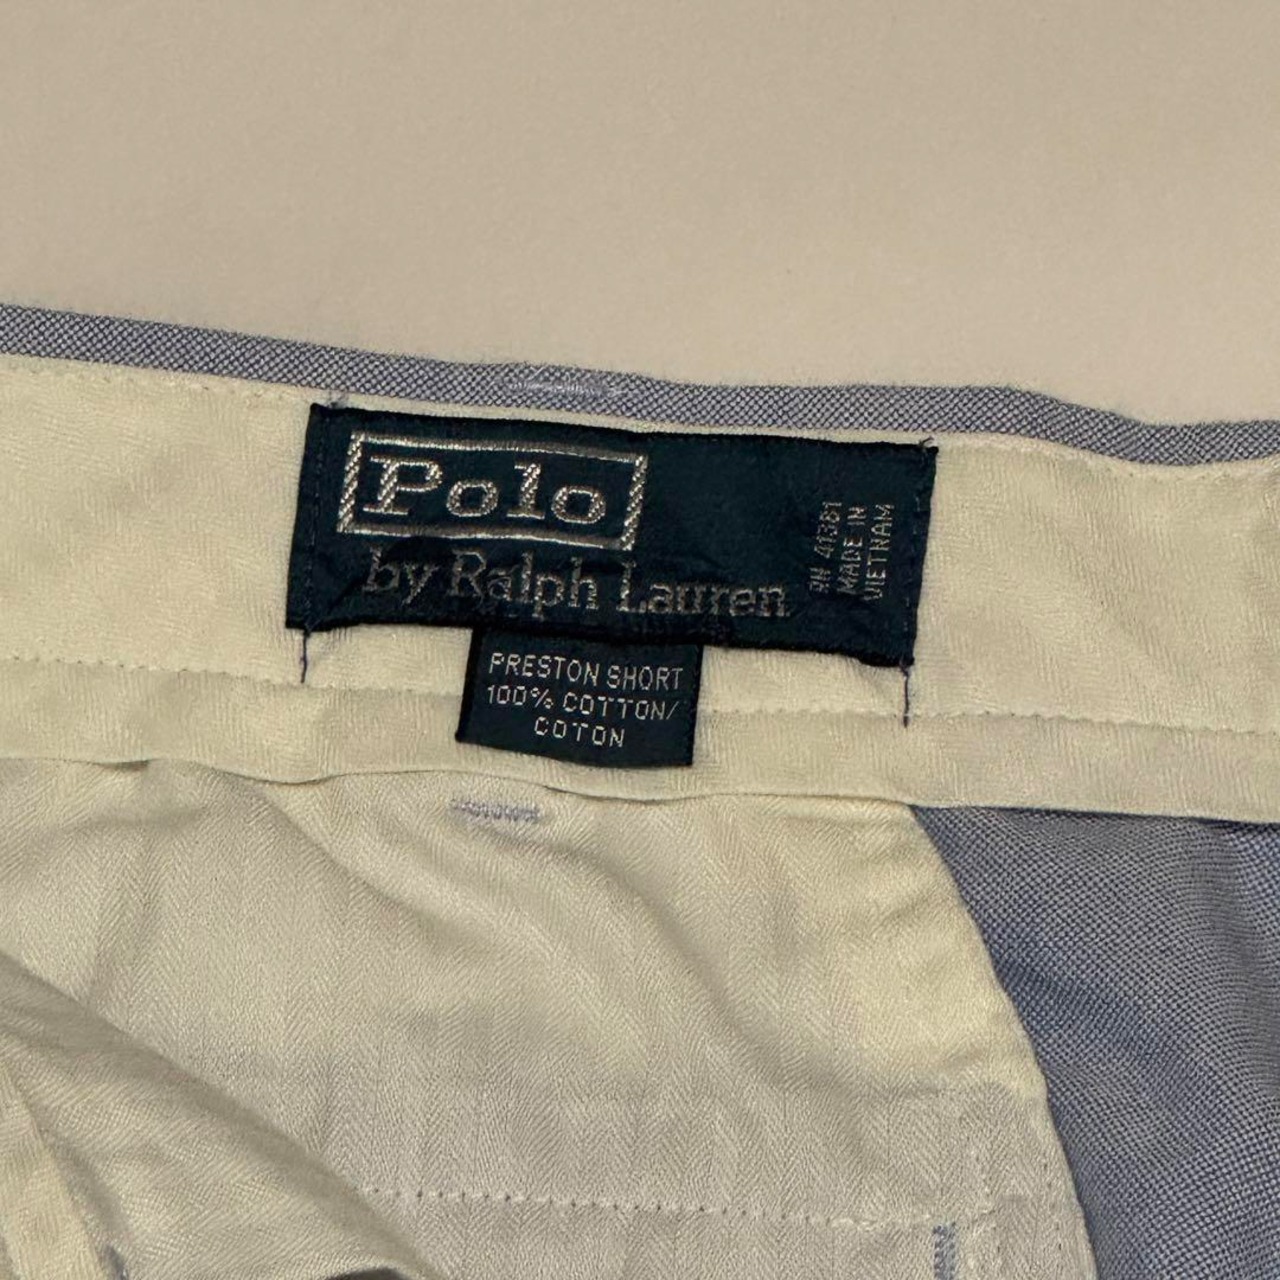 Polo
by Ralph Lauren
RN 41381
MADE IN
VIETNAM
PRESTON SHORT
100% COTTON/
COTON